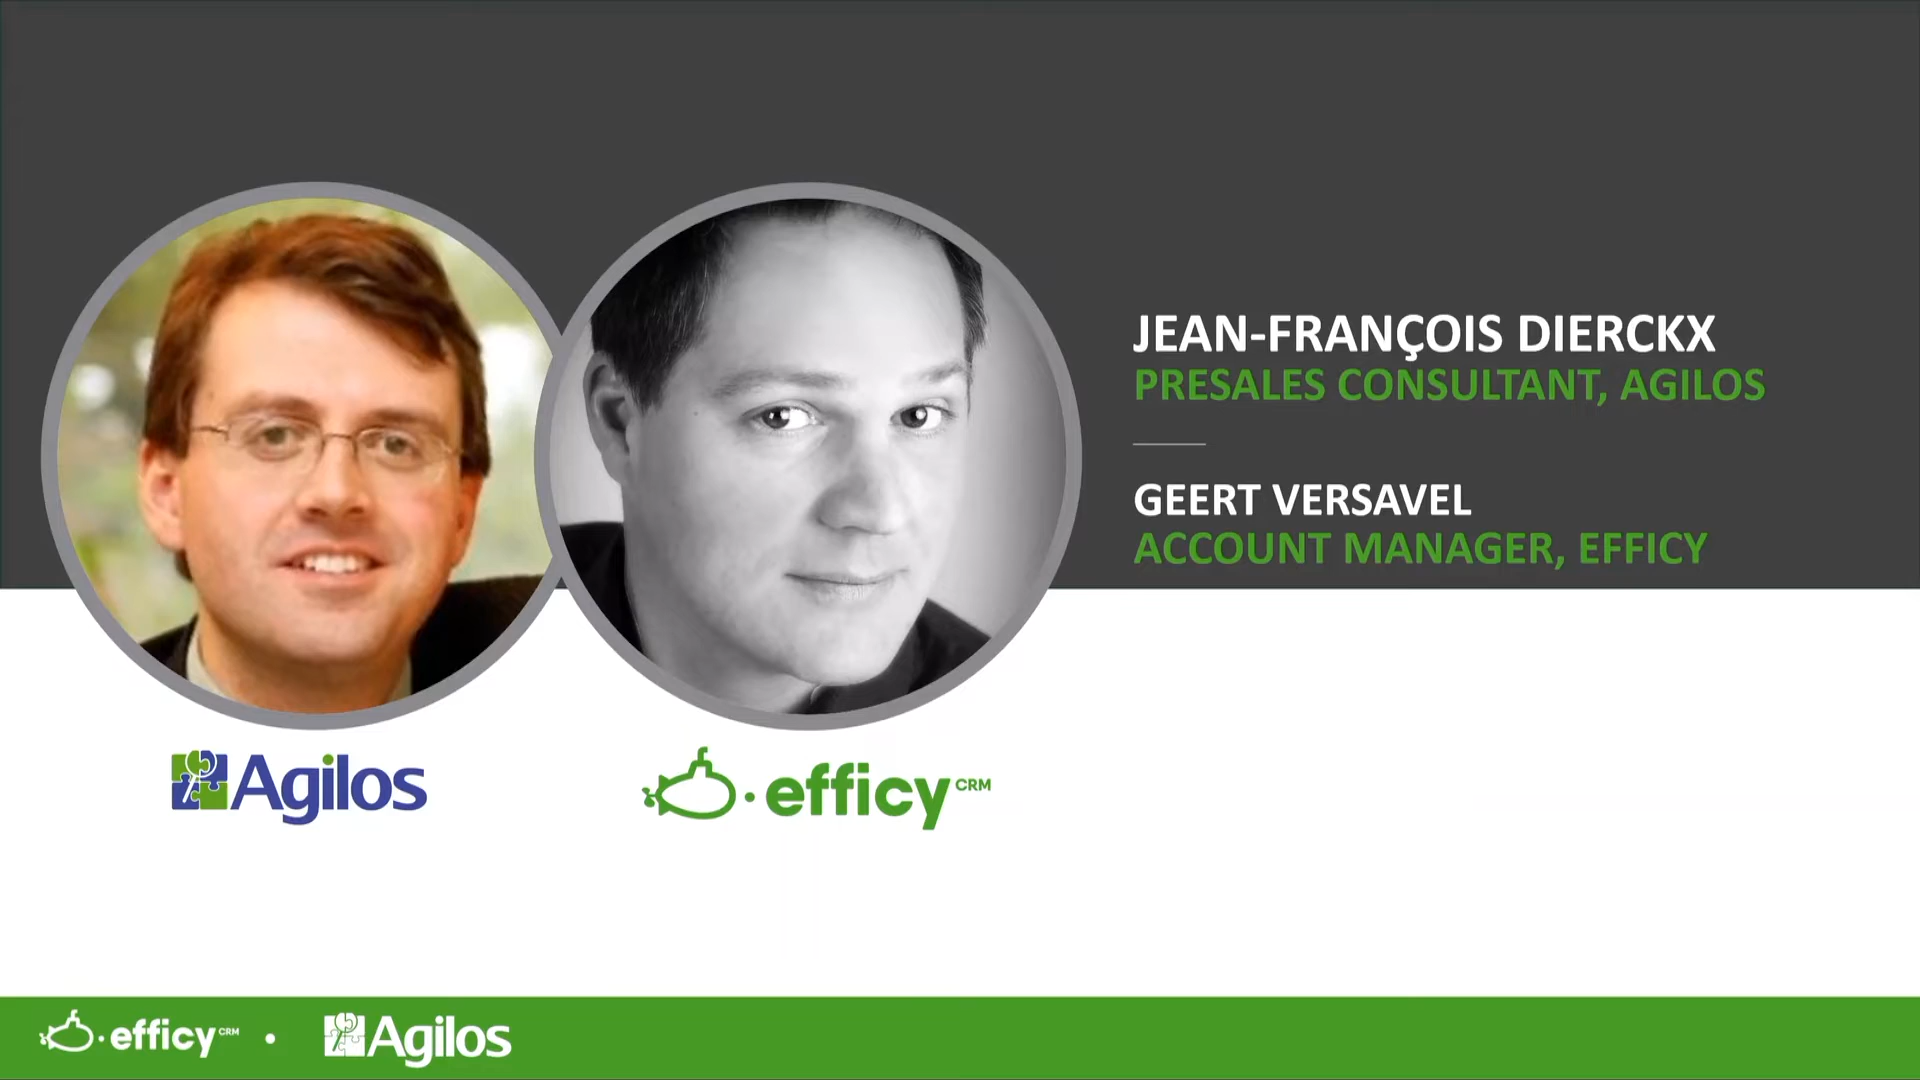 JEAN-FRANÇOIS DIERCKX
PRESALES CONSULTANT, AGILOS
GEERT VERSAVEL
ACCOUNT MANAGER, EFFICY
Agilos
efficy CRM
efficy CRM • Agilos